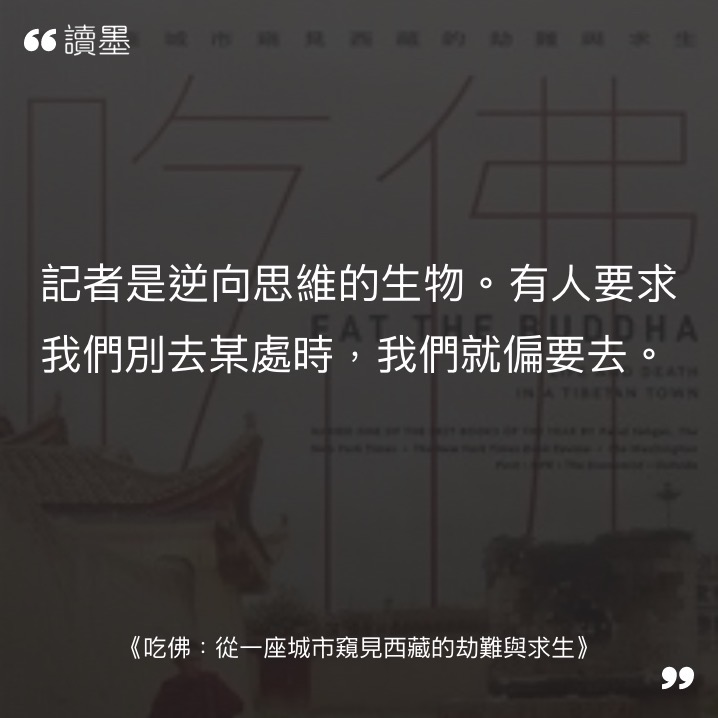 讀墨
城市窺見西藏的劫難與求生
吃佛
記者是逆向思維的生物。有人要求
我們別去某處時，我們就偏要去。
EAT THE BUDDHA
DEATH
IN A TIBETAN TOWN
《吃佛：從一座城市窺見西藏的劫難與求生》